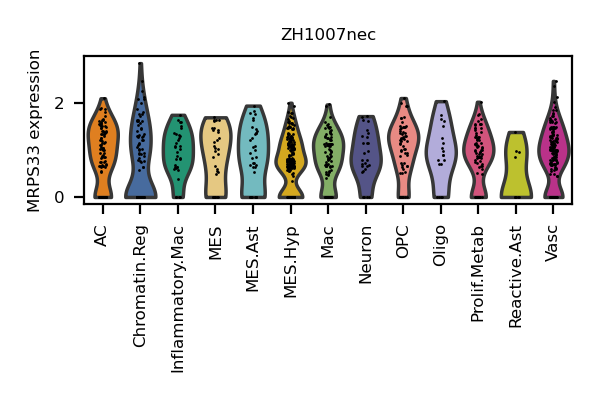 ZH1007nec
MRPS33 expression
2
0
AC
Chromatin.Reg
Inflammatory.Mac
MES
MES.Ast
MES.Hyp
Mac
Neuron
OPC
Oligo
Prolif.Metab
Reactive.Ast
Vasc